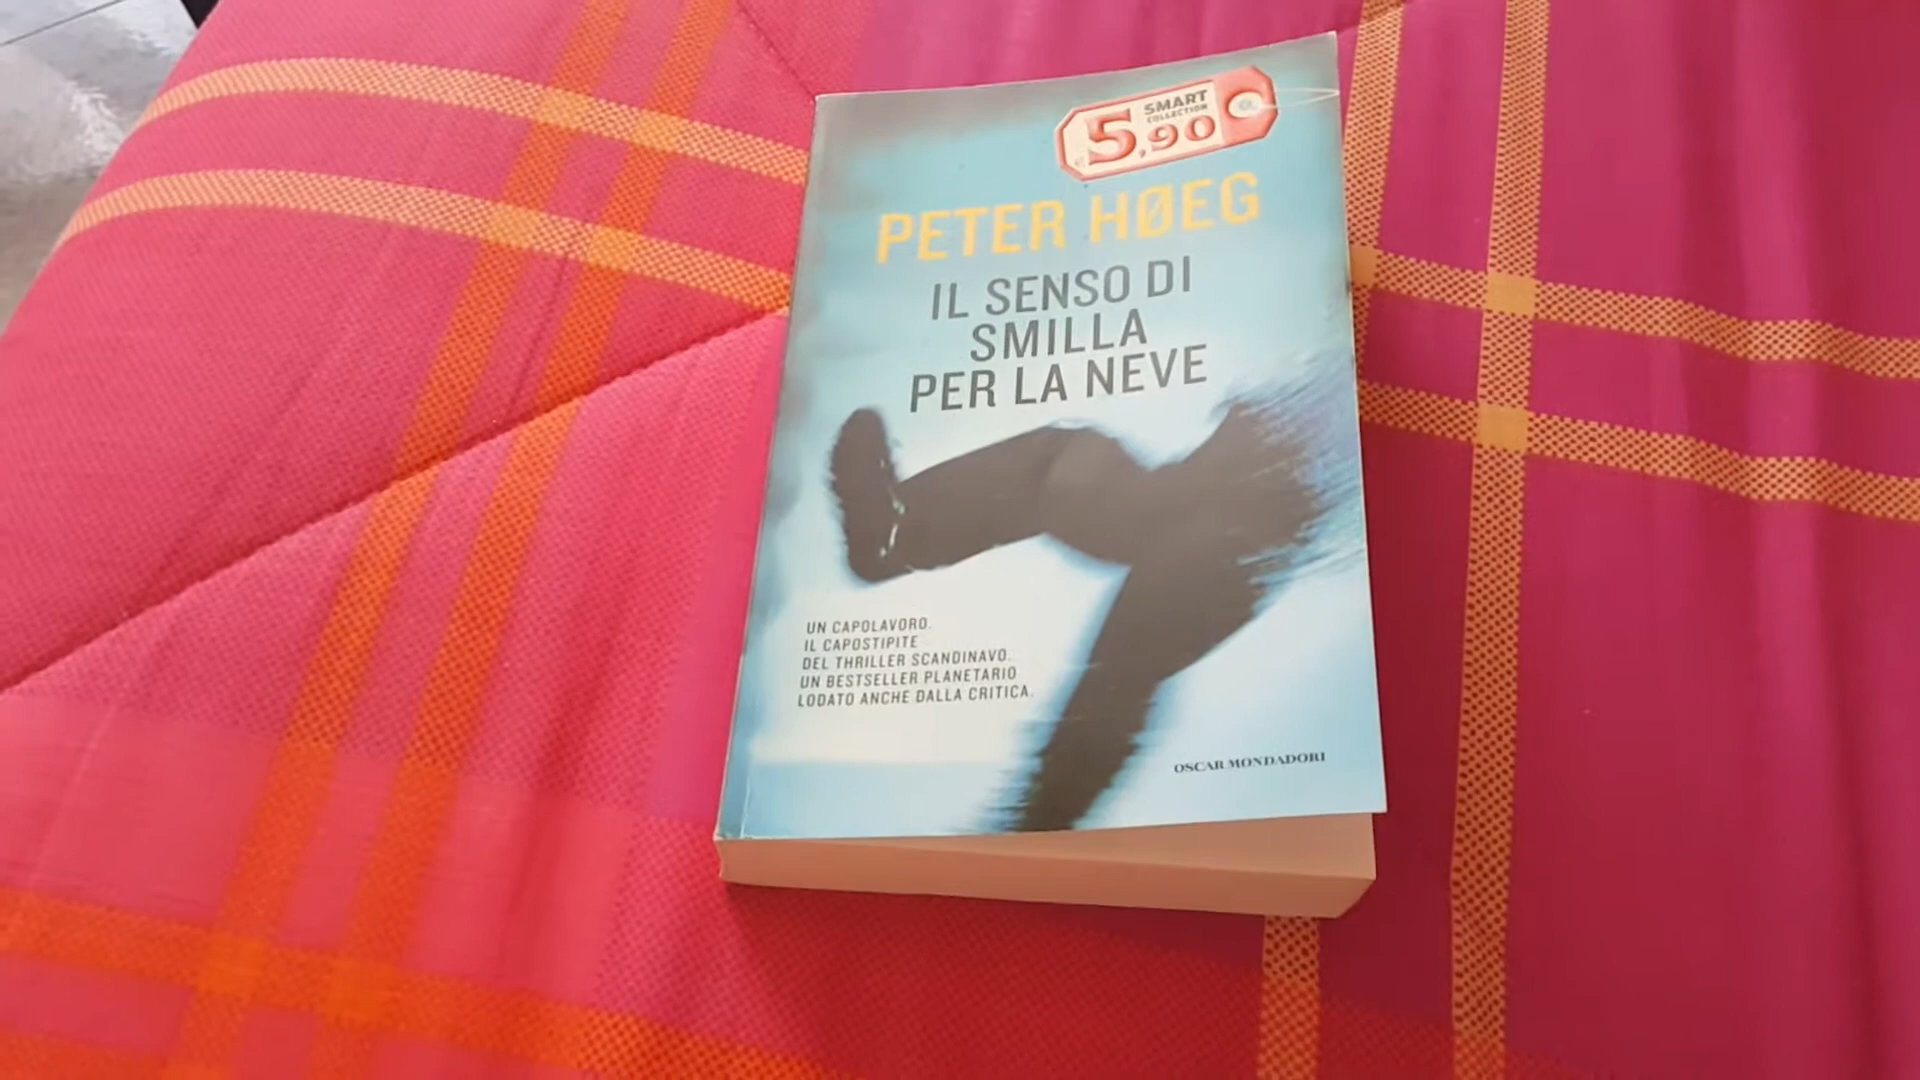 SMART
COLLECTION
€ 5,90
PETER HØEG
IL SENSO DI
SMILLA
PER LA NEVE
UN CAPOLAVORO.
IL CAPOSTIPITE
DEL THRILLER SCANDINAVO.
UN BESTSELLER PLANETARIO
LODATO ANCHE DALLA CRITICA.
OSCAR MONDADORI